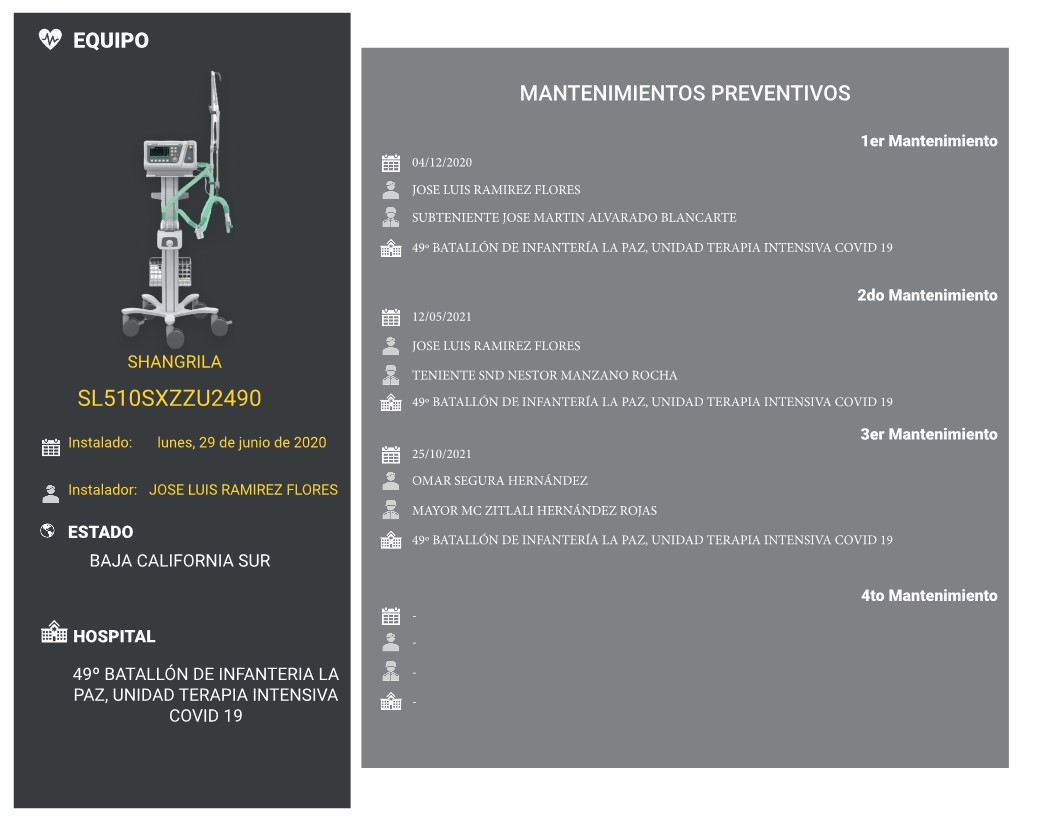 EQUIPO
SHANGRILA
SL510SXZZU2490
Instalado: lunes, 29 de junio de 2020
Instalador: JOSE LUIS RAMIREZ FLORES
ESTADO
BAJA CALIFORNIA SUR
HOSPITAL
49º BATALLÓN DE INFANTERIA LA
PAZ, UNIDAD TERAPIA INTENSIVA
COVID 19
MANTENIMIENTOS PREVENTIVOS
1er Mantenimiento
04/12/2020
JOSE LUIS RAMIREZ FLORES
SUBTENIENTE JOSE MARTIN ALVARADO BLANCARTE
49º BATALLÓN DE INFANTERÍA LA PAZ, UNIDAD TERAPIA INTENSIVA COVID 19
2do Mantenimiento
12/05/2021
JOSE LUIS RAMIREZ FLORES
TENIENTE SND NESTOR MANZANO ROCHA
49º BATALLÓN DE INFANTERÍA LA PAZ, UNIDAD TERAPIA INTENSIVA COVID 19
3er Mantenimiento
25/10/2021
OMAR SEGURA HERNÁNDEZ
MAYOR MC ZITLALI HERNÁNDEZ ROJAS
49º BATALLÓN DE INFANTERÍA LA PAZ, UNIDAD TERAPIA INTENSIVA COVID 19
4to Mantenimiento
-
-
-
-